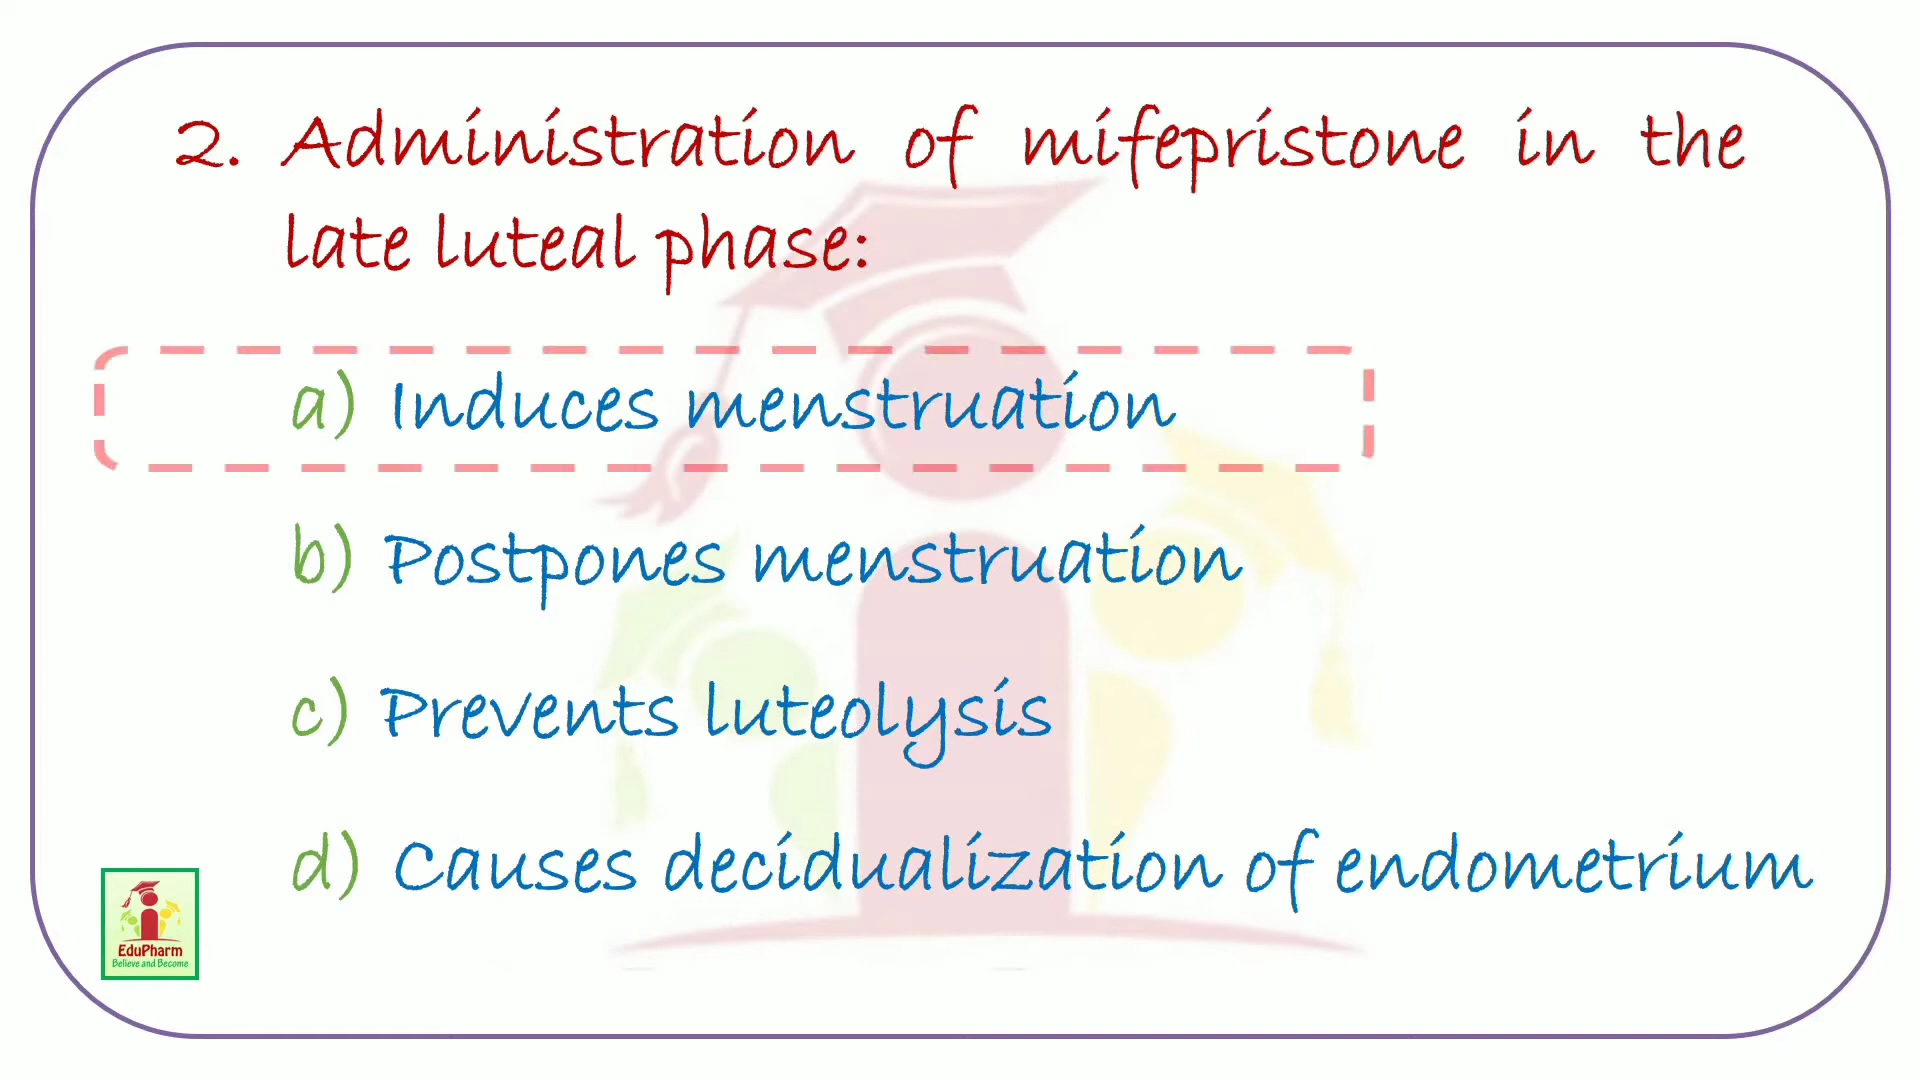 2. Administration of mifepristone in the
late luteal phase:
a) Induces menstruation
b) Postpones menstruation
c) Prevents luteolysis
d) Causes decidualization of endometrium
EduPharm
Believe and Become